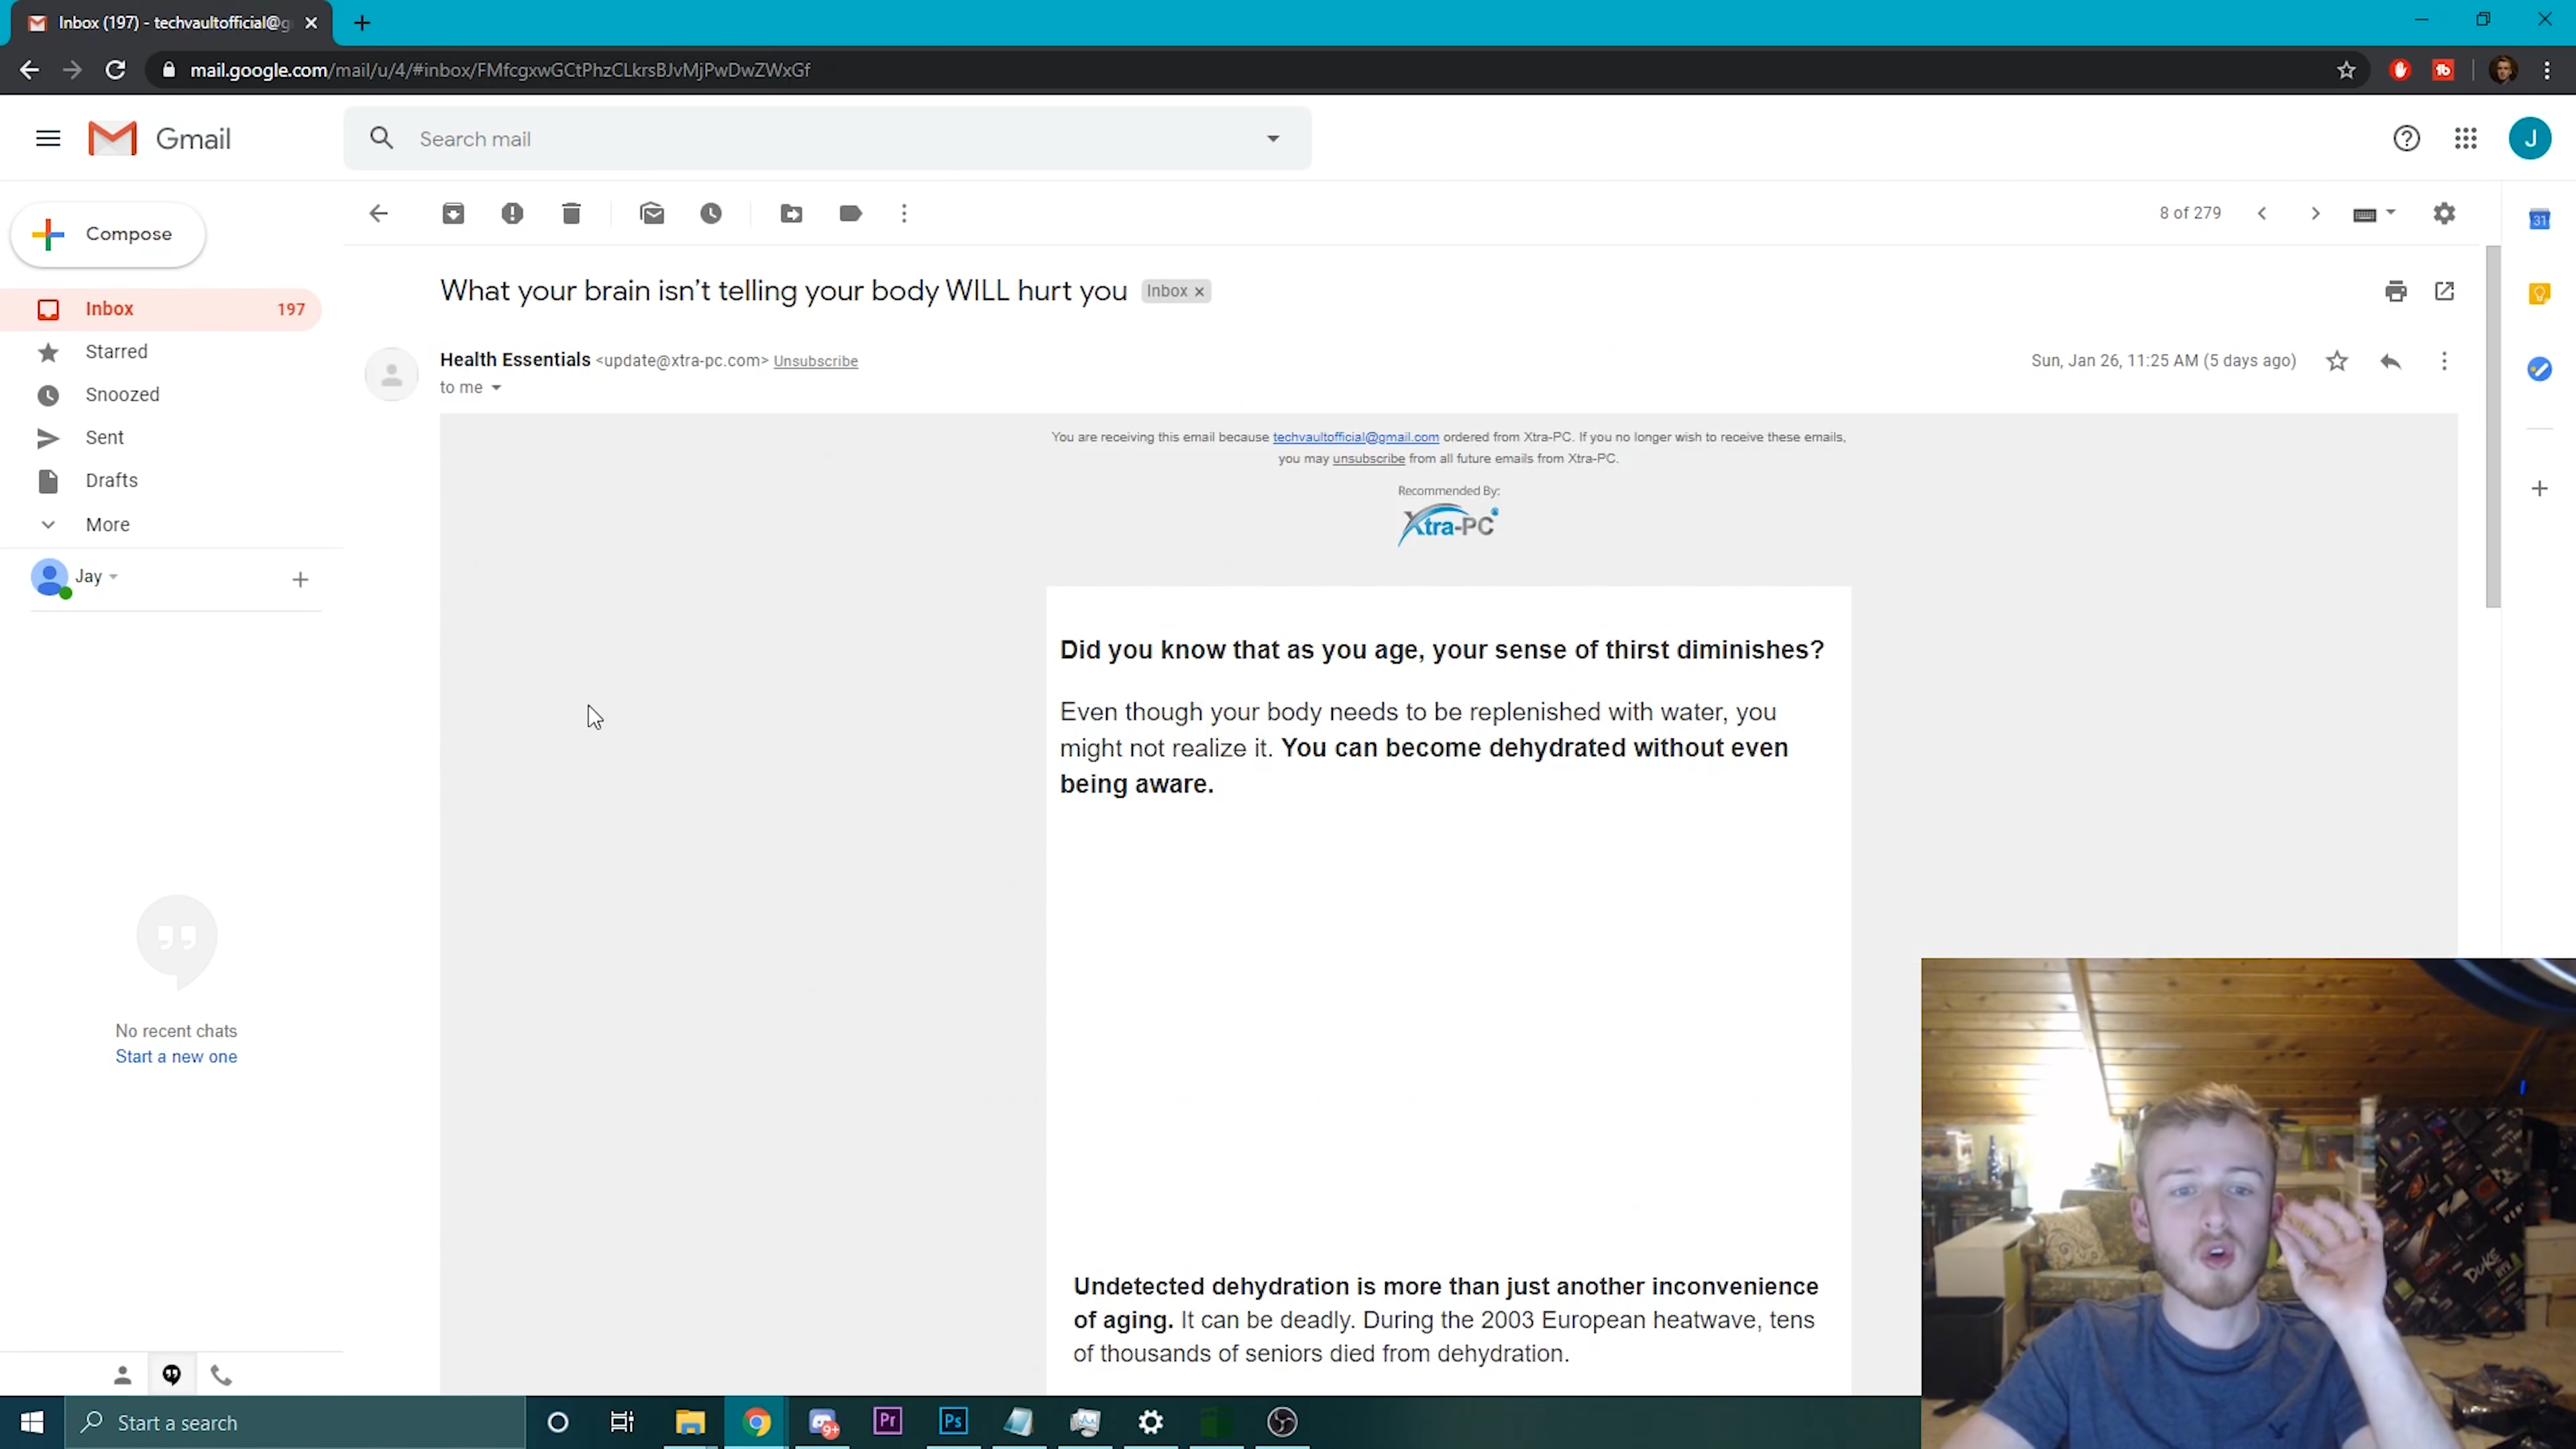 Inbox (197) - techvaultofficial@g
mail.google.com/mail/u/4/#inbox/FMfcgxwGCtPhzCLkrsBJvMjPwDwZWxGf
Gmail
Search mail
J
Compose
8 of 279
31
Inbox 197
Starred
Snoozed
Sent
Drafts
More
Jay
What your brain isn't telling your body WILL hurt you Inbox ×
Health Essentials <update@xtra-pc.com> Unsubscribe
Sun, Jan 26, 11:25 AM (5 days ago)
to me
You are receiving this email because techvaultofficial@gmail.com ordered from Xtra-PC. If you no longer wish to receive these emails,
you may unsubscribe from all future emails from Xtra-PC.
Recommended By:
Xtra-PC
Did you know that as you age, your sense of thirst diminishes?
Even though your body needs to be replenished with water, you
might not realize it. You can become dehydrated without even
being aware.
Undetected dehydration is more than just another inconvenience
of aging. It can be deadly. During the 2003 European heatwave, tens
of thousands of seniors died from dehydration.
No recent chats
Start a new one
DUKE
Start a search
9+
Pr
Ps